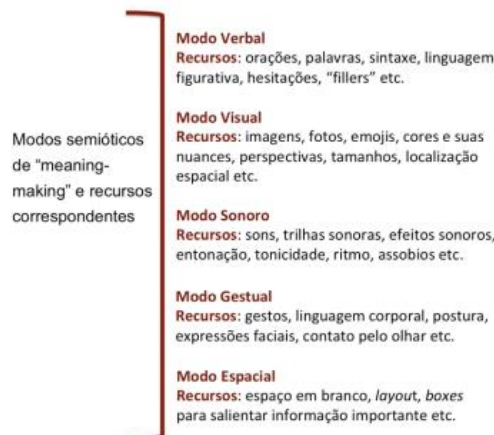 Modos semióticos
de “meaning-
making” e recursos
correspondentes
Modo Verbal
Recursos: orações, palavras, sintaxe, linguagem
figurativa, hesitações, “fillers” etc.
Modo Visual
Recursos: imagens, fotos, emojis, cores e suas
nuances, perspectivas, tamanhos, localização
espacial etc.
Modo Sonoro
Recursos: sons, trilhas sonoras, efeitos sonoros,
entonação, tonicidade, ritmo, assobios etc.
Modo Gestual
Recursos: gestos, linguagem corporal, postura,
expressões faciais, contato pelo olhar etc.
Modo Espacial
Recursos: espaço em branco, layout, boxes
para salientar informação importante etc.